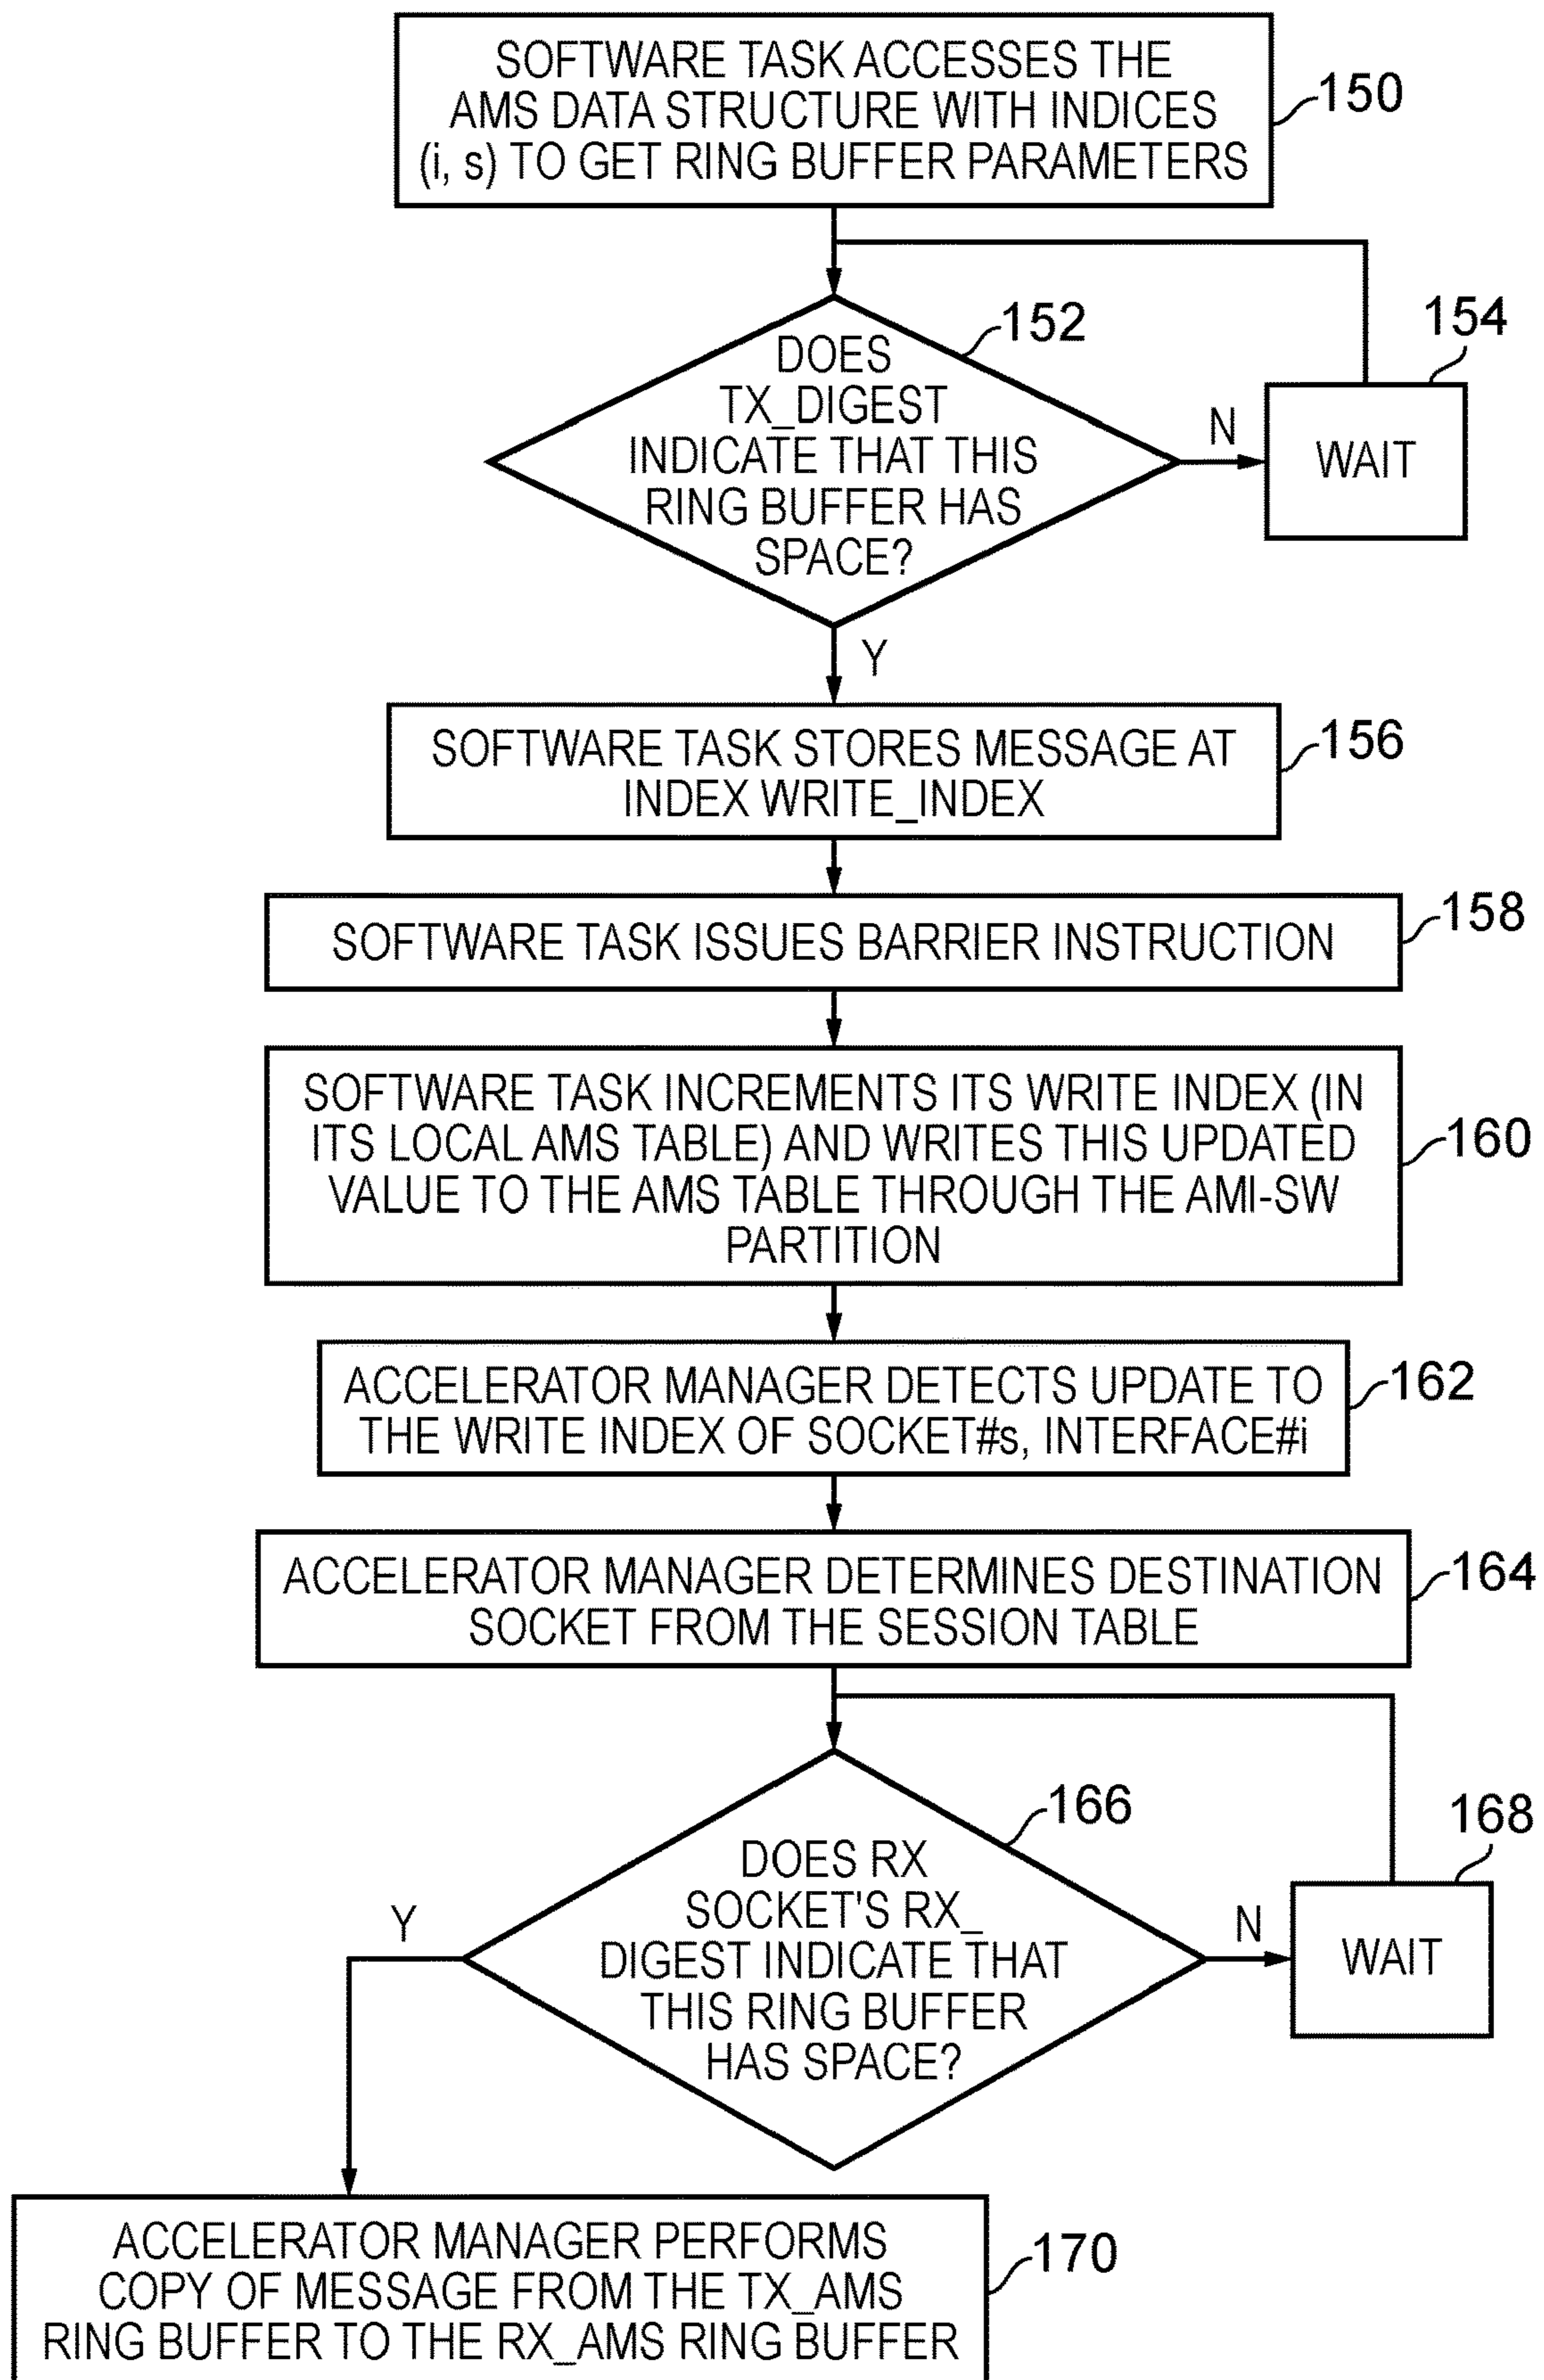 SOFTWARE TASK ACCESSES THE
AMS DATA STRUCTURE WITH INDICES
(i, s) TO GET RING BUFFER PARAMETERS
150
152
DOES
TX_DIGEST
INDICATE THAT THIS
RING BUFFER HAS
SPACE?
N
154
WAIT
Y
SOFTWARE TASK STORES MESSAGE AT
INDEX WRITE_INDEX
156
SOFTWARE TASK ISSUES BARRIER INSTRUCTION
158
SOFTWARE TASK INCREMENTS ITS WRITE INDEX (IN
ITS LOCAL AMS TABLE) AND WRITES THIS UPDATED
VALUE TO THE AMS TABLE THROUGH THE AMI-SW
PARTITION
160
ACCELERATOR MANAGER DETECTS UPDATE TO
THE WRITE INDEX OF SOCKET#s, INTERFACE#i
162
ACCELERATOR MANAGER DETERMINES DESTINATION
SOCKET FROM THE SESSION TABLE
164
166
DOES RX
SOCKET'S RX_
DIGEST INDICATE THAT
THIS RING BUFFER
HAS SPACE?
Y
N
168
WAIT
ACCELERATOR MANAGER PERFORMS
COPY OF MESSAGE FROM THE TX_AMS
RING BUFFER TO THE RX_AMS RING BUFFER
170